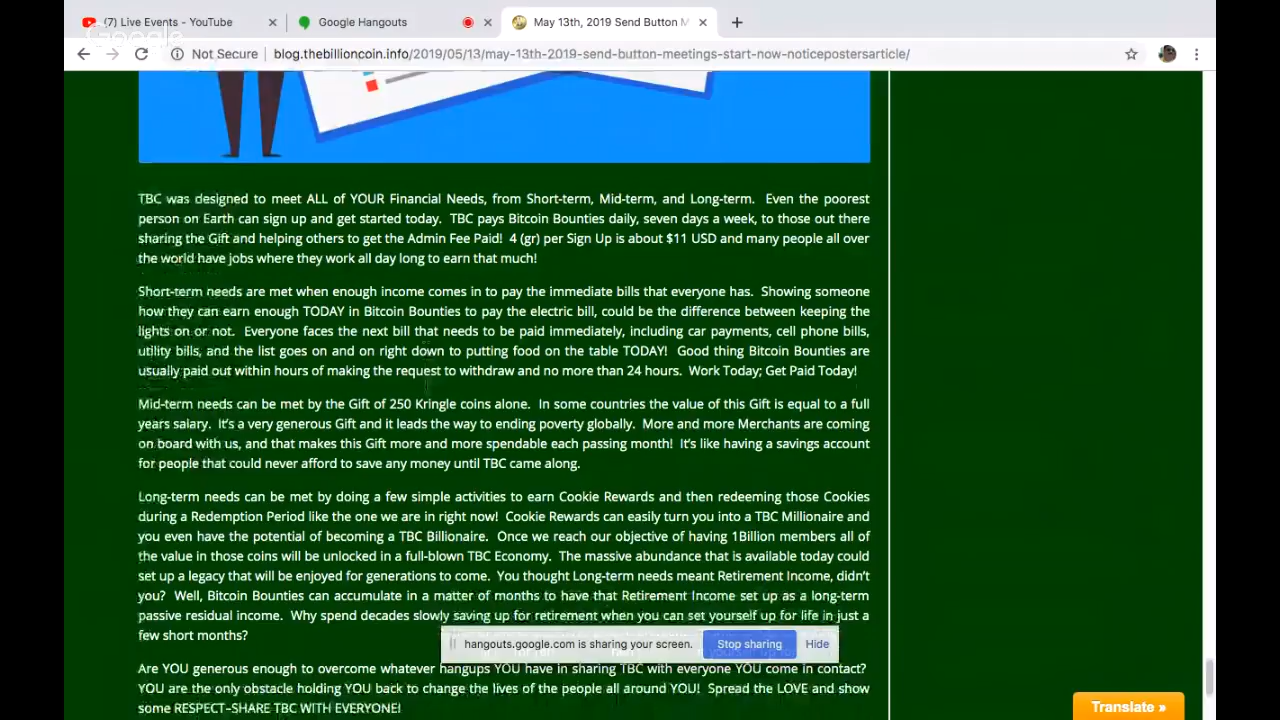 (7) Live Events - YouTube
Google Hangouts
May 13th, 2019 Send Button M
Google
Not Secure
blog.thebillioncoin.info/2019/05/13/may-13th-2019-send-button-meetings-start-now-noticepostersarticle/
TBC was designed to meet ALL of YOUR Financial Needs, from Short-term, Mid-term, and Long-term. Even the poorest
person on Earth can sign up and get started today. TBC pays Bitcoin Bounties daily, seven days a week, to those out there
sharing the Gift and helping others to get the Admin Fee Paid! 4 (gr) per Sign Up is about $11 USD and many people all over
the world have jobs where they work all day long to earn that much!
Short-term needs are met when enough income comes in to pay the immediate bills that everyone has. Showing someone
how they can earn enough TODAY in Bitcoin Bounties to pay the electric bill, could be the difference between keeping the
lights on or not. Everyone faces the next bill that needs to be paid immediately, including car payments, cell phone bills,
utility bills, and the list goes on and on right down to putting food on the table TODAY! Good thing Bitcoin Bounties are
usually paid out within hours of making the request to withdraw and no more than 24 hours. Work Today; Get Paid Today!
Mid-term needs can be met by the Gift of 250 Kringle coins alone. In some countries the value of this Gift is equal to a full
years salary. It's a very generous Gift and it leads the way to ending poverty globally. More and more Merchants are coming
on board with us, and that makes this Gift more and more spendable each passing month! It's like having a savings account
for people that could never afford to save any money until TBC came along.
Long-term needs can be met by doing a few simple activities to earn Cookie Rewards and then redeeming those Cookies
during a Redemption Period like the one we are in right now! Cookie Rewards can easily turn you into a TBC Millionaire and
you even have the potential of becoming a TBC Billionaire. Once we reach our objective of having 1Billion members all of
the value in those coins will be unlocked in a full-blown TBC Economy. The massive abundance that is available today could
set up a legacy that will be enjoyed for generations to come. You thought Long-term needs meant Retirement Income, didn't
you? Well, Bitcoin Bounties can accumulate in a matter of months to have that Retirement Income set up as a long-term
passive residual income. Why spend decades slowly saving up for retirement when you can set yourself up for life in just a
few short months?
hangouts.google.com is sharing your screen.
Stop sharing
Hide
Are YOU generous enough to overcome whatever hangups YOU have in sharing TBC with everyone YOU come in contact?
YOU are the only obstacle holding YOU back to change the lives of the people all around YOU! Spread the LOVE and show
some RESPECT–SHARE TBC WITH EVERYONE!
Translate »